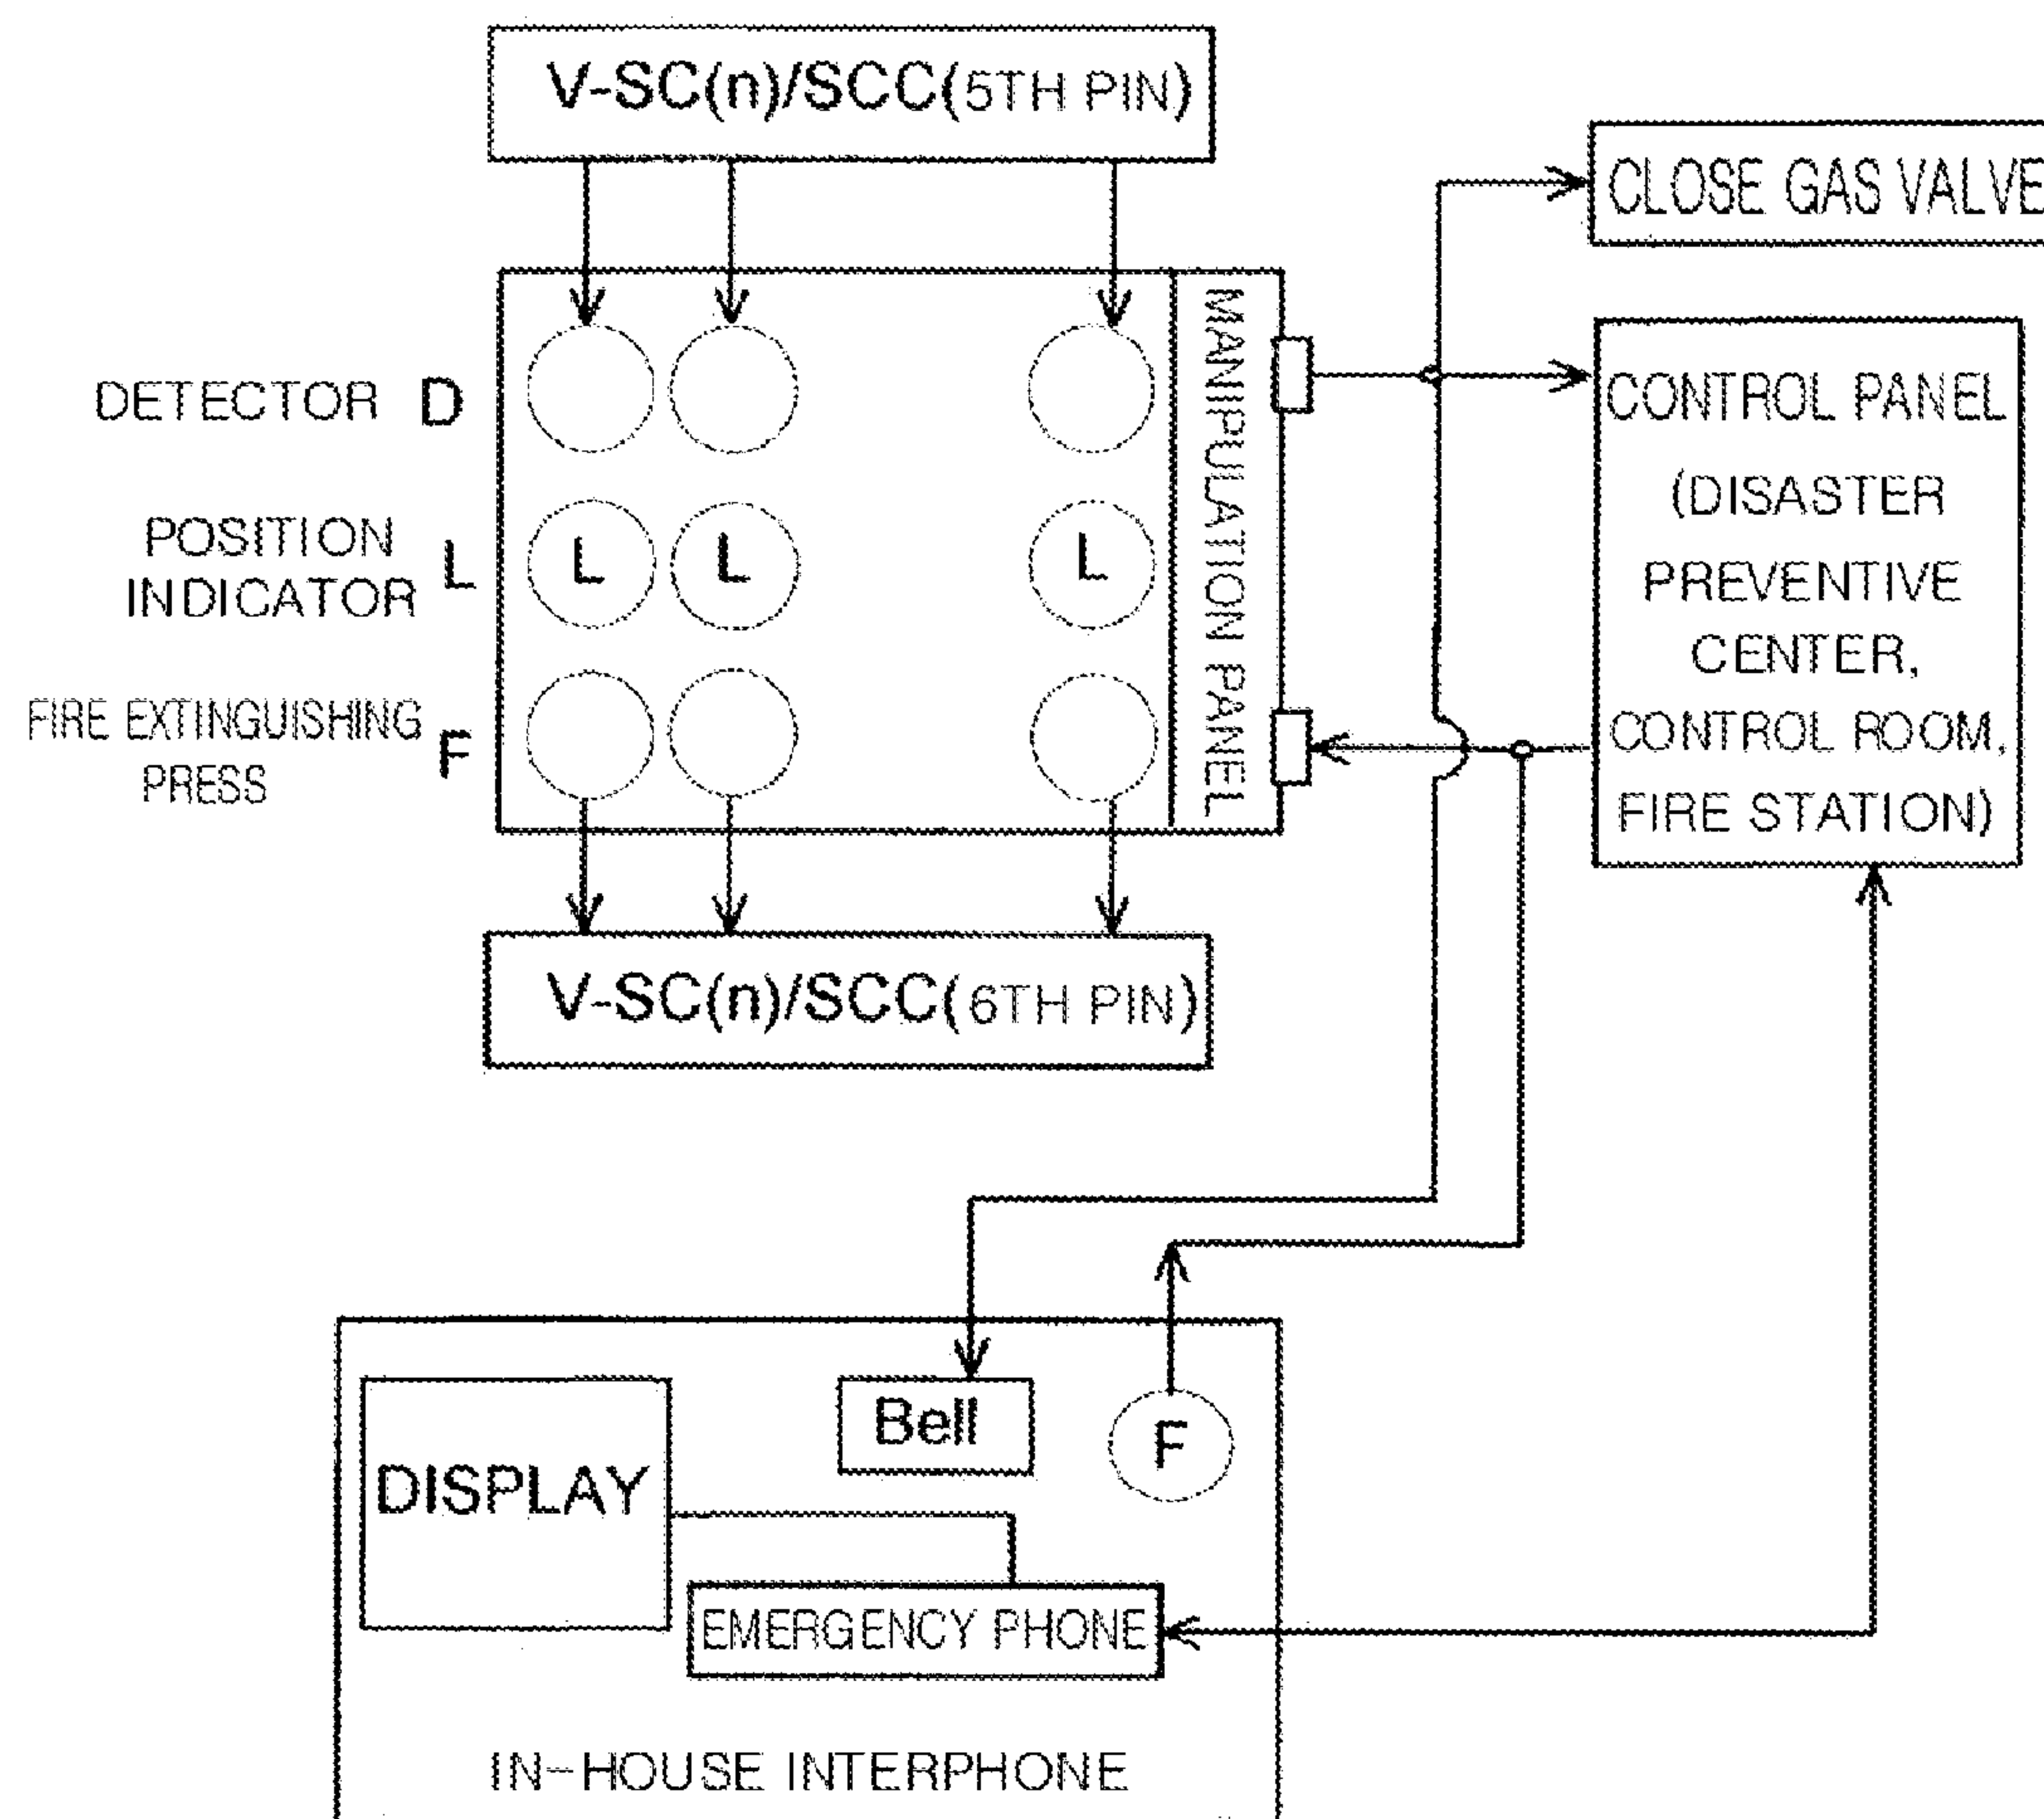 V-SC(n)/SCC(5TH PIN)
CLOSE GAS VALVE
DETECTOR D
POSITION
INDICATOR L
L L L
FIRE EXTINGUISHING
PRESS F
MANIPULATION PANEL
CONTROL PANEL
(DISASTER
PREVENTIVE
CENTER,
CONTROL ROOM,
FIRE STATION)
V-SC(n)/SCC(6TH PIN)
Bell
F
DISPLAY
EMERGENCY PHONE
IN-HOUSE INTERPHONE